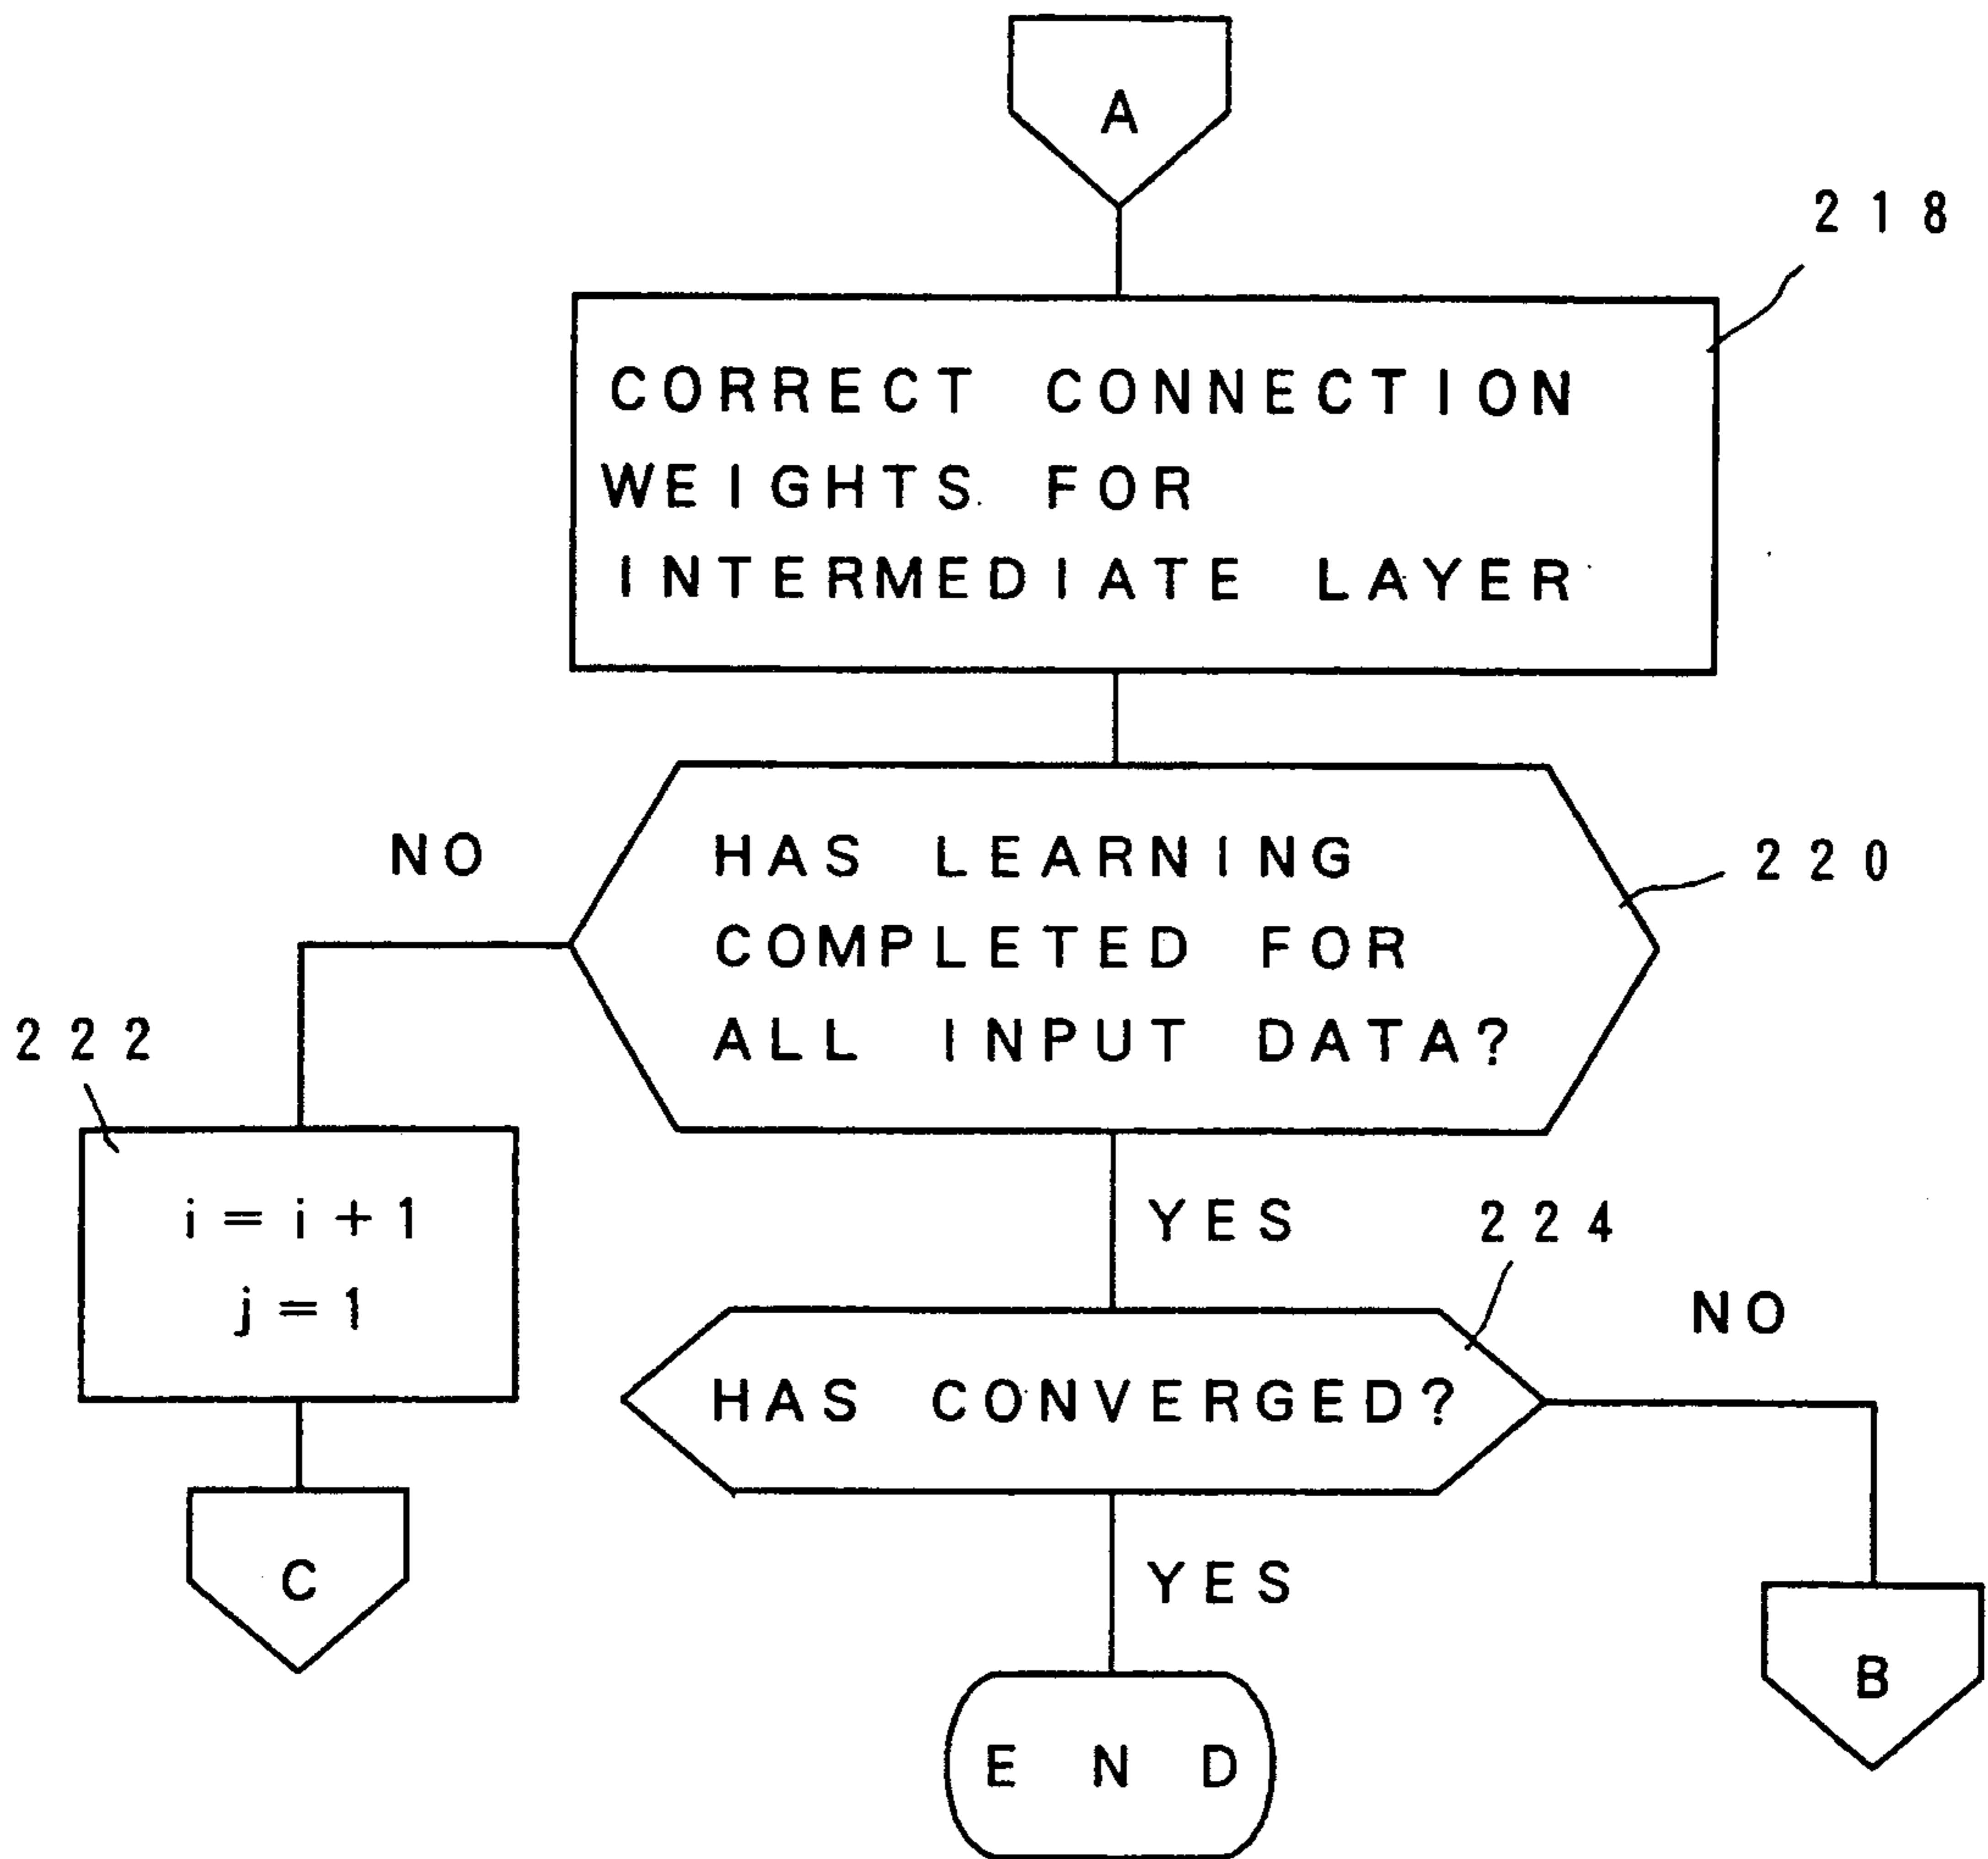 A
218
CORRECT CONNECTION
WEIGHTS FOR
INTERMEDIATE LAYER
NO
HAS LEARNING
COMPLETED FOR
ALL INPUT DATA?
220
222
i = i + 1
j = 1
YES
224
HAS CONVERGED?
NO
C
YES
B
END